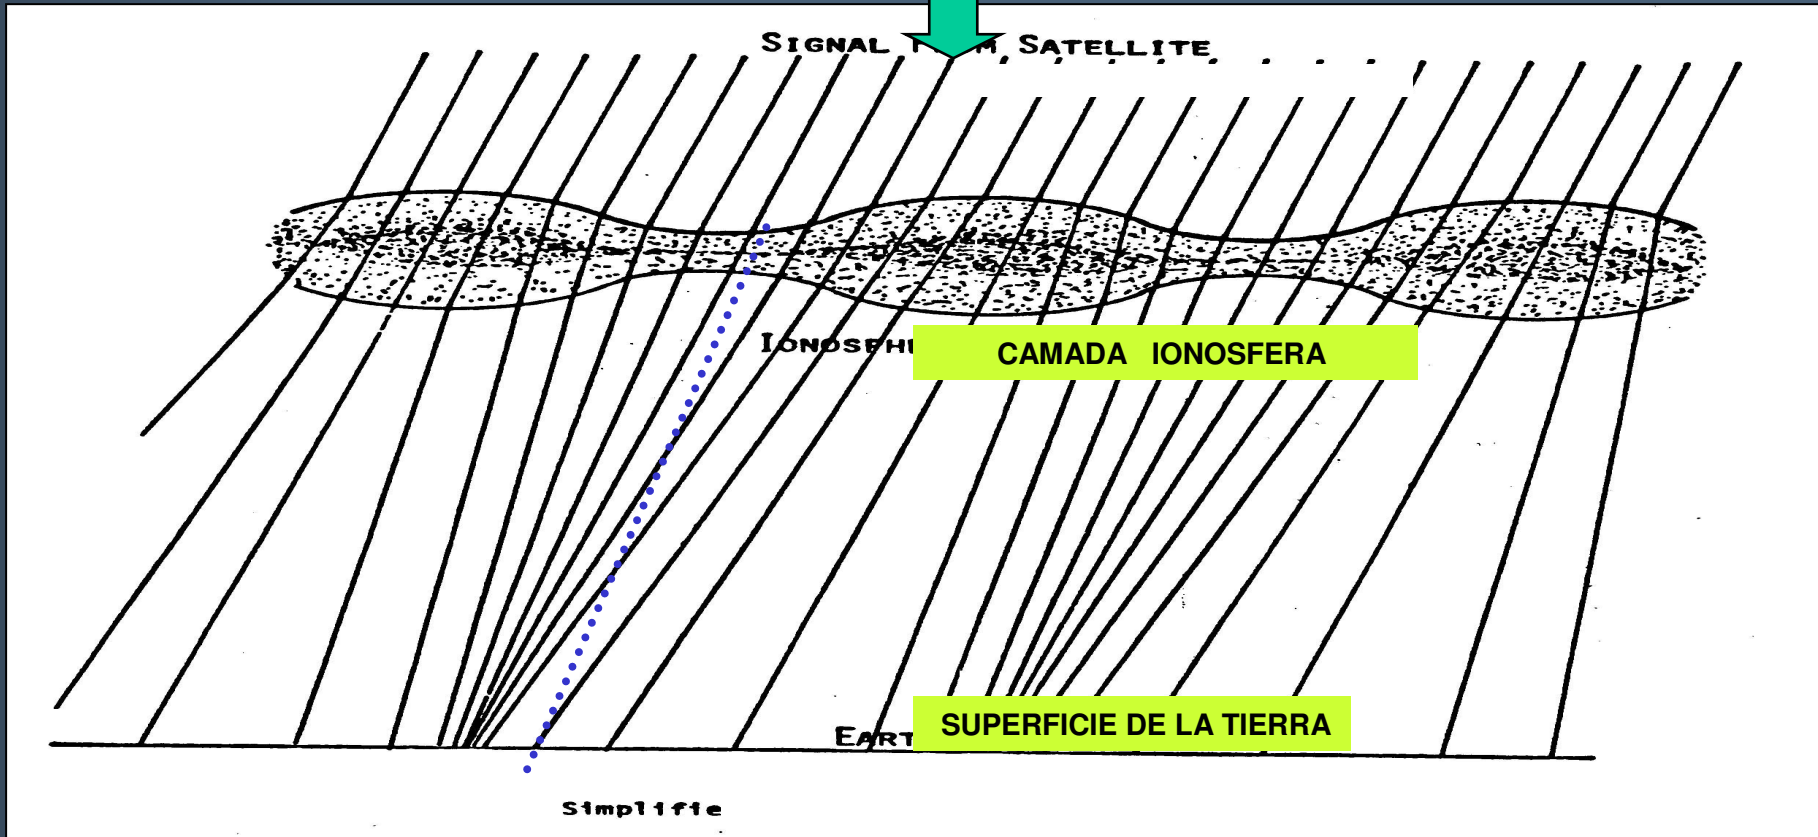 SIGNAL SATELLITE
CAMADA IONOSFERA
SUPERFICIE DE LA TIERRA
Simplifie